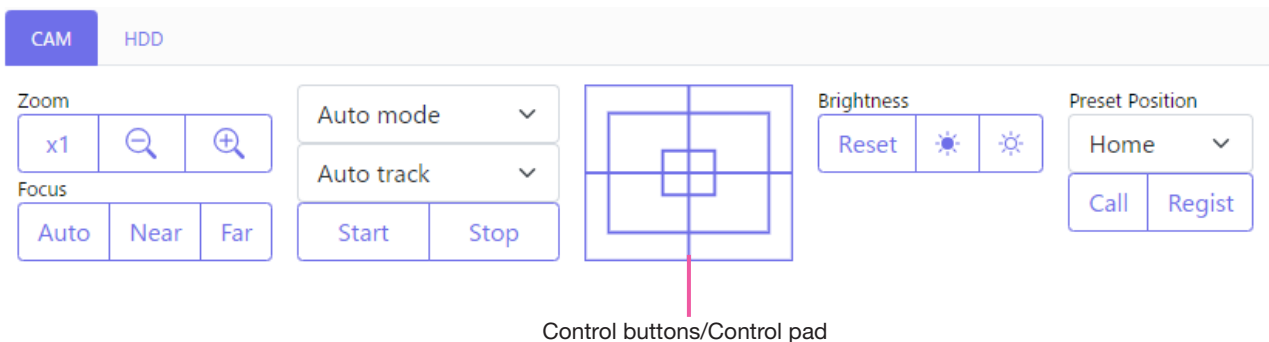 CAM HDD
Zoom
x1
Focus
Auto Near Far
Auto mode
Auto track
Start Stop
Brightness
Reset
Preset Position
Home
Call Regist
Control buttons/Control pad